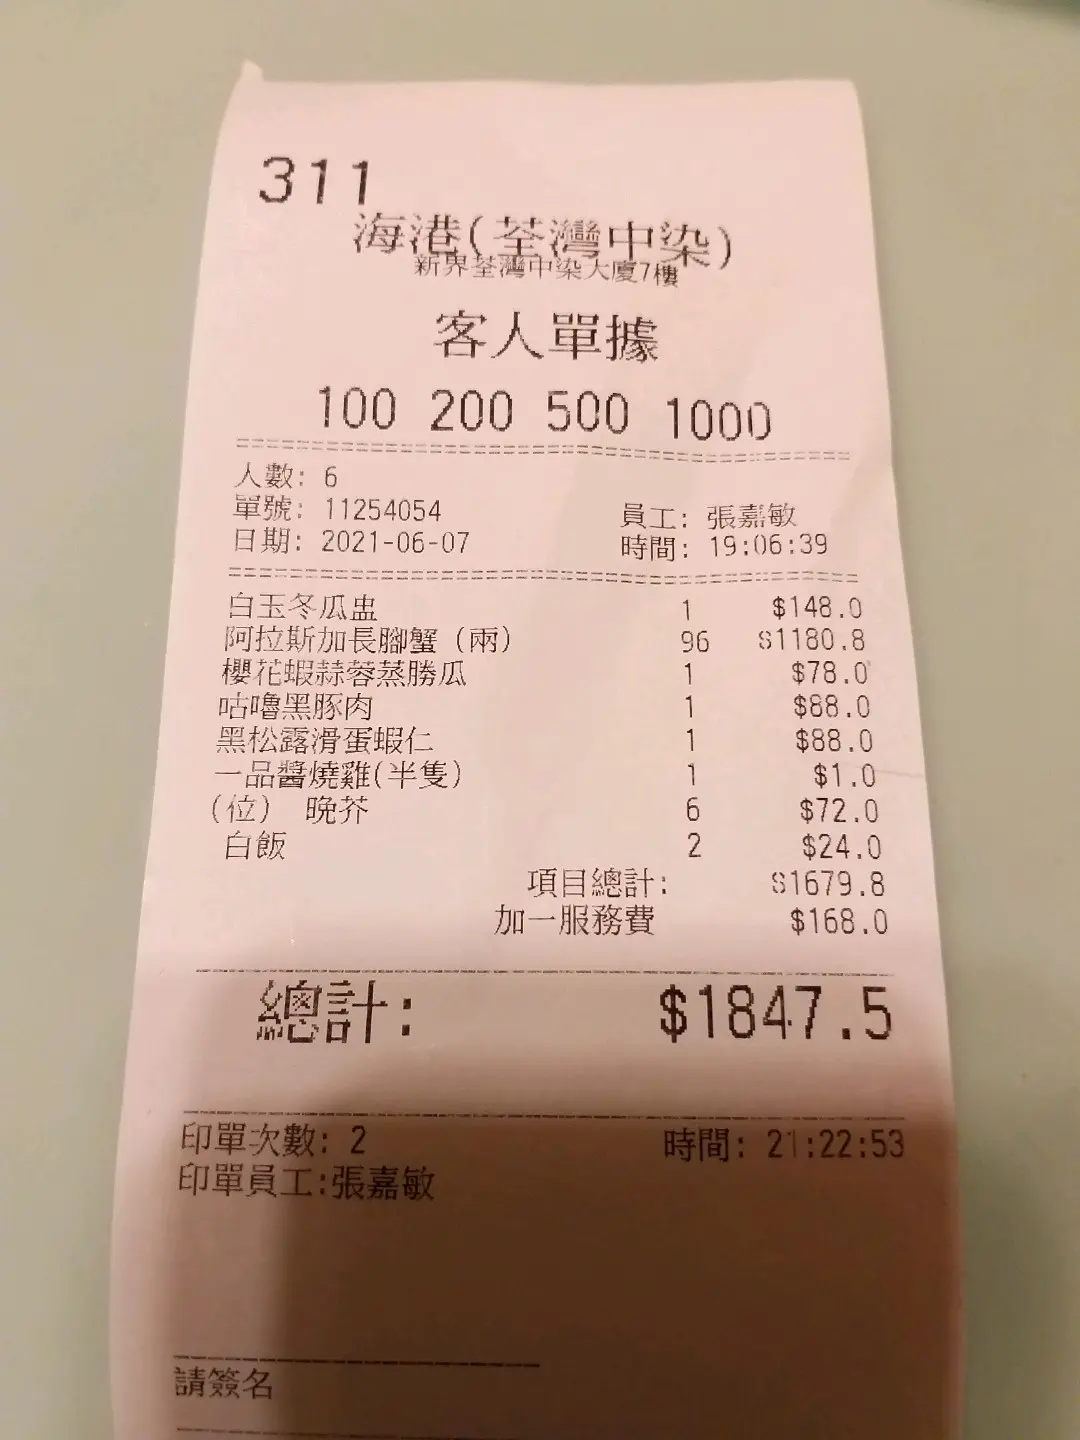 311
海港(荃灣中染)
新界荃灣中染大廈7樓
客人單據
100 200 500 1000
人數: 6
單號: 11254054 員工: 張嘉敏
日期: 2021-06-07 時間: 19:06:39
白玉冬瓜盅 1 $148.0
阿拉斯加長腳蟹 (兩) 96 $1180.8
櫻花蝦蒜蓉蒸勝瓜 1 $78.0
咕嚕黑豚肉 1 $88.0
黑松露滑蛋蝦仁 1 $88.0
一品醬燒雞(半隻) 1 $1.0
(位) 晚芥 6 $72.0
白飯 2 $24.0
項目總計: $1679.8
加一服務費 $168.0
總計: $1847.5
印單次數: 2 時間: 21:22:53
印單員工:張嘉敏
請簽名